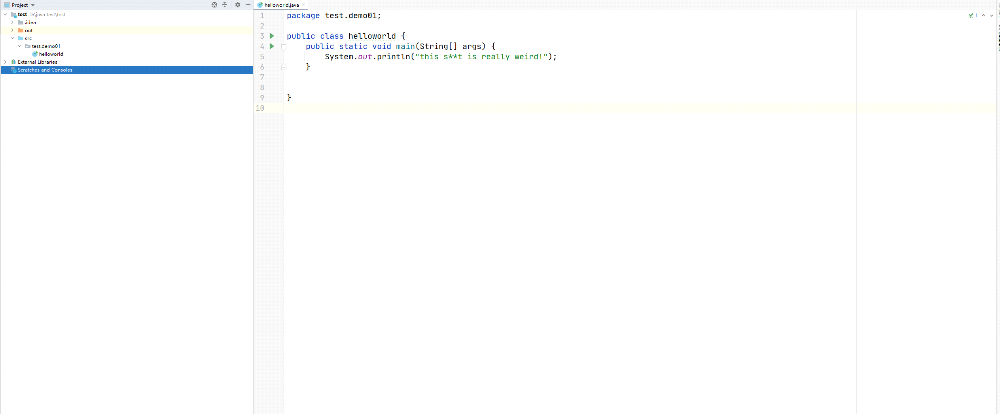 Project
test D:\java test\test
.idea
out
src
test.demo01
helloworld
External Libraries
Scratches and Consoles
helloworld.java
1 package test.demo01;
2
3 public class helloworld {
4 public static void main(String[] args) {
5 System.out.println("this s**t is really weird!");
6 }
7
8
9 }
10
1